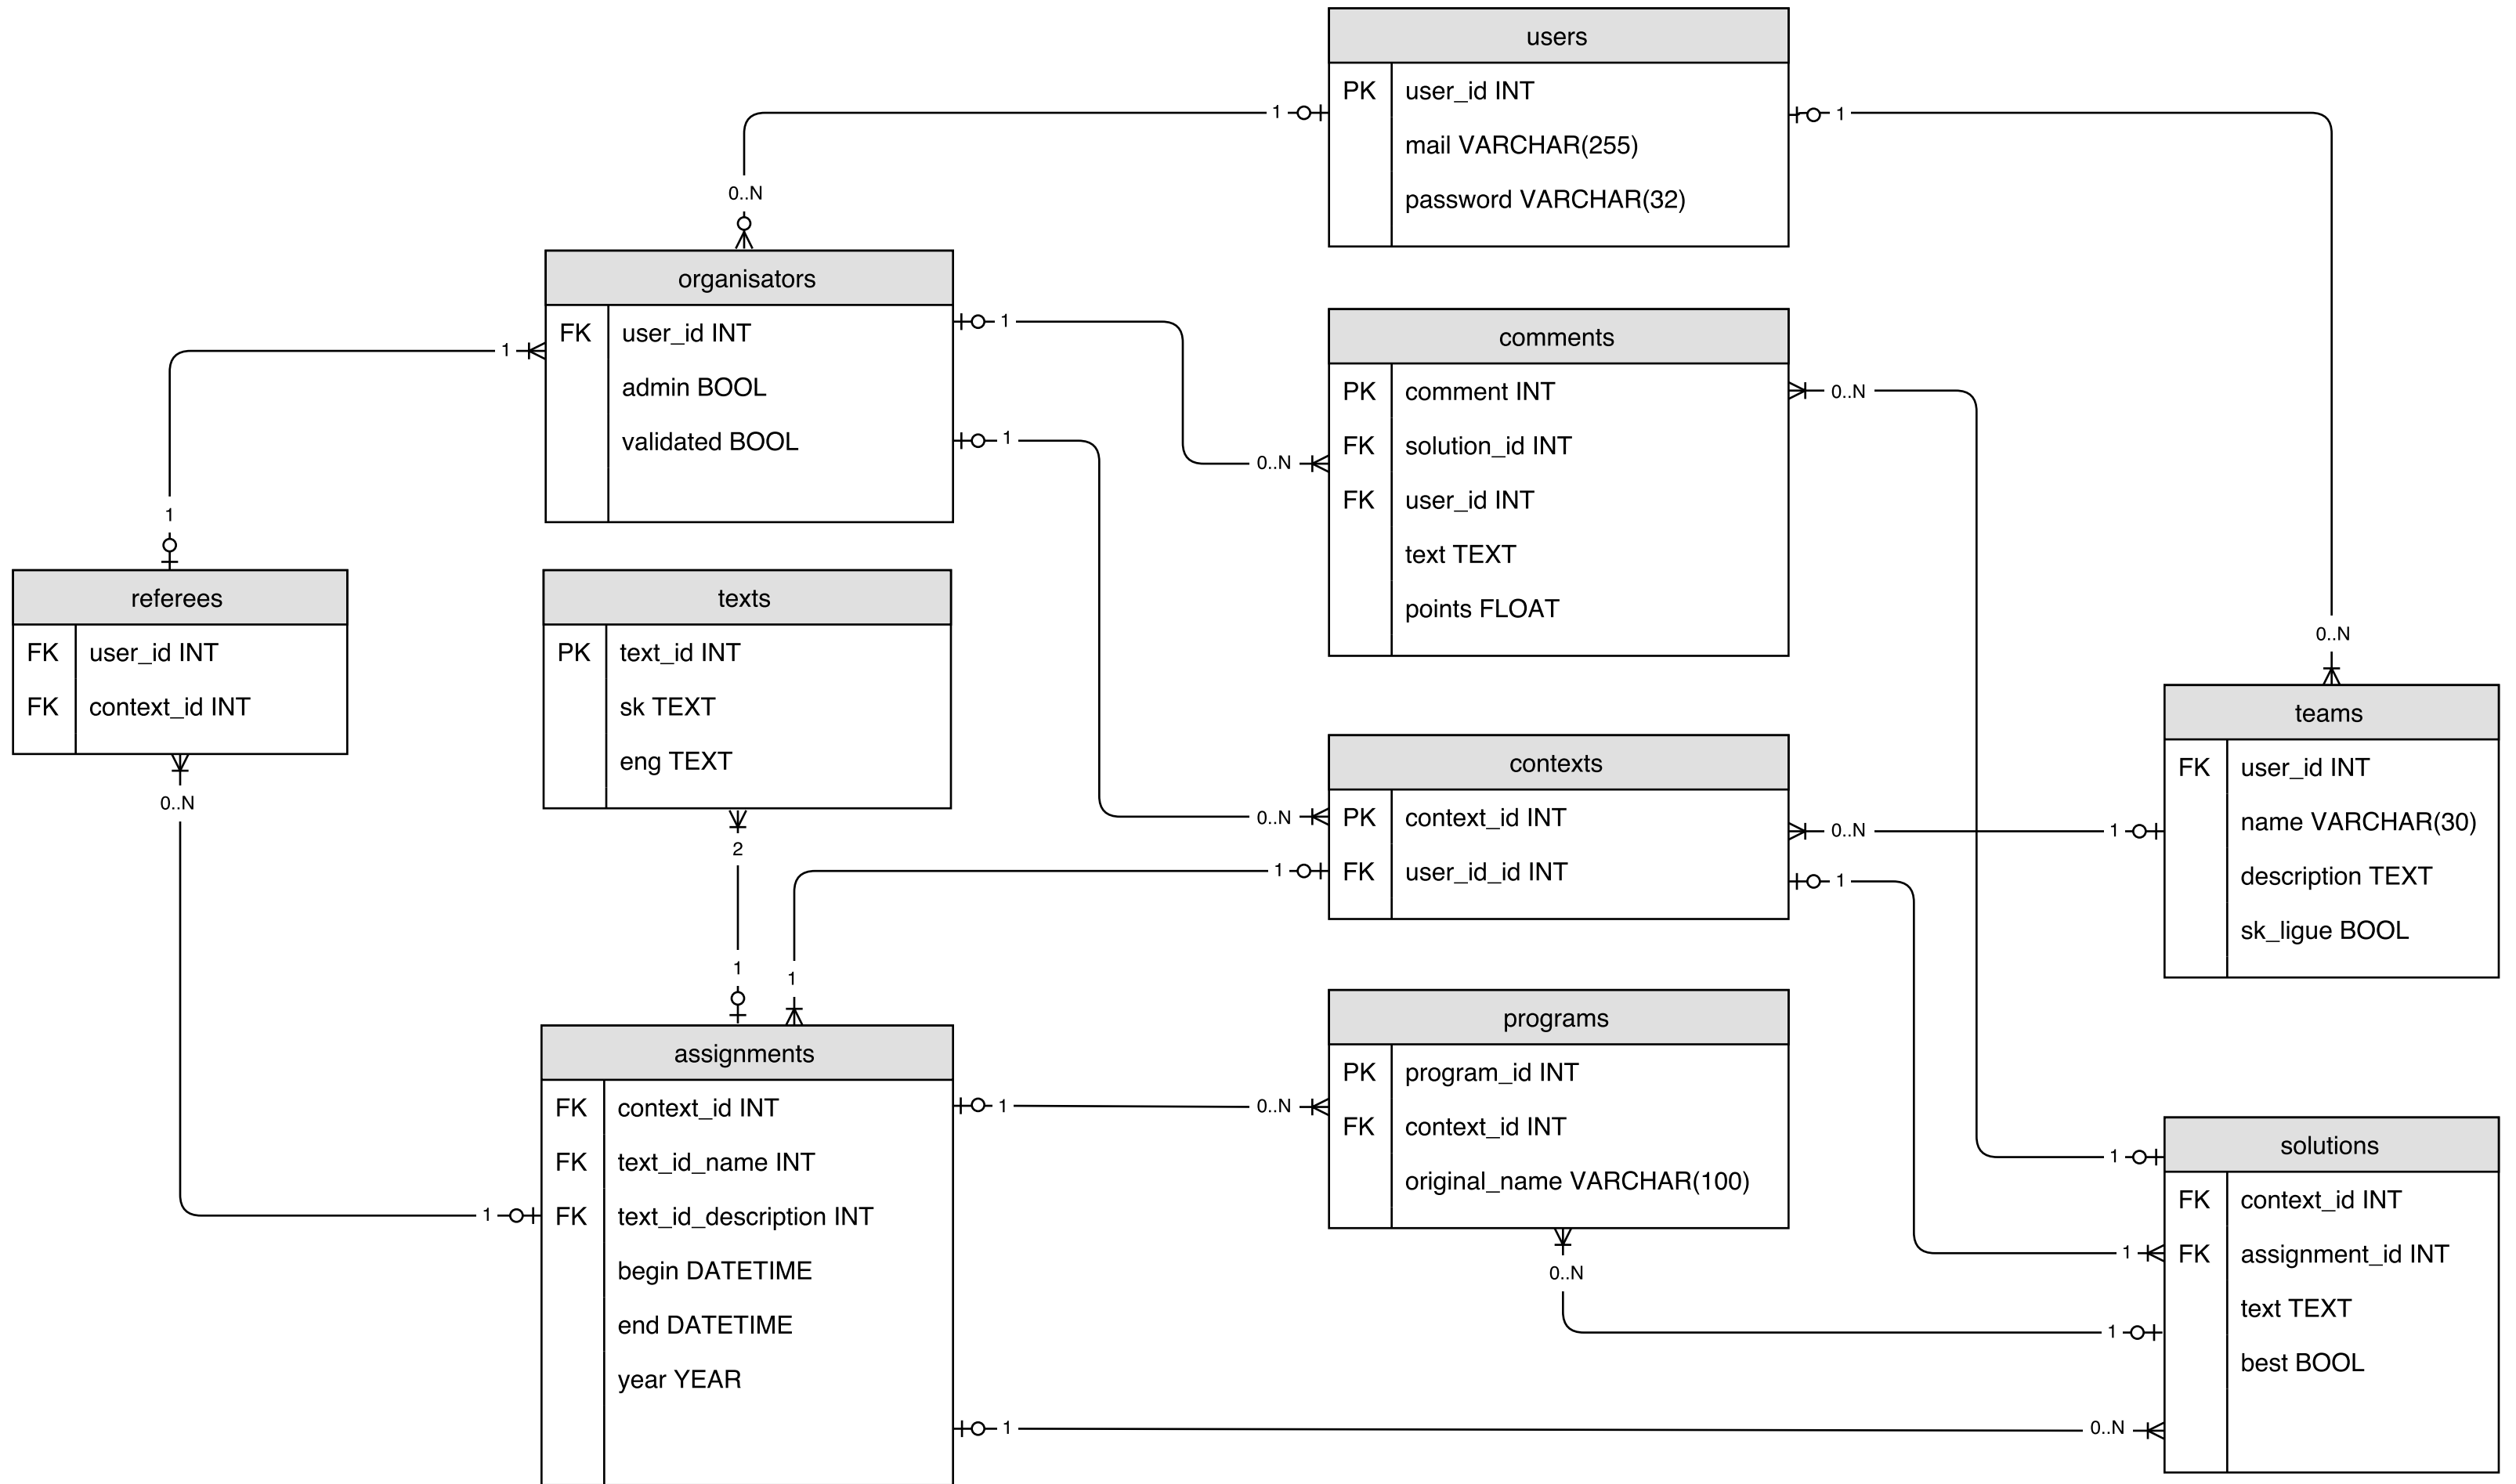 users
PK user_id INT
mail VARCHAR(255)
password VARCHAR(32)
1
1
0..N
organisators
FK user_id INT
admin BOOL
validated BOOL
1
1
1
1
0..N
comments
PK comment INT
FK solution_id INT
FK user_id INT
text TEXT
points FLOAT
0..N
referees
FK user_id INT
FK context_id INT
0..N
texts
PK text_id INT
sk TEXT
eng TEXT
2
1
0..N
teams
FK user_id INT
name VARCHAR(30)
description TEXT
sk_ligue BOOL
contexts
PK context_id INT
FK user_id_id INT
0..N
0..N
1
1
1
1
assignments
FK context_id INT
FK text_id_name INT
FK text_id_description INT
begin DATETIME
end DATETIME
year YEAR
1
1
0..N
programs
PK program_id INT
FK context_id INT
original_name VARCHAR(100)
0..N
1
solutions
FK context_id INT
FK assignment_id INT
text TEXT
best BOOL
1
1
1
0..N